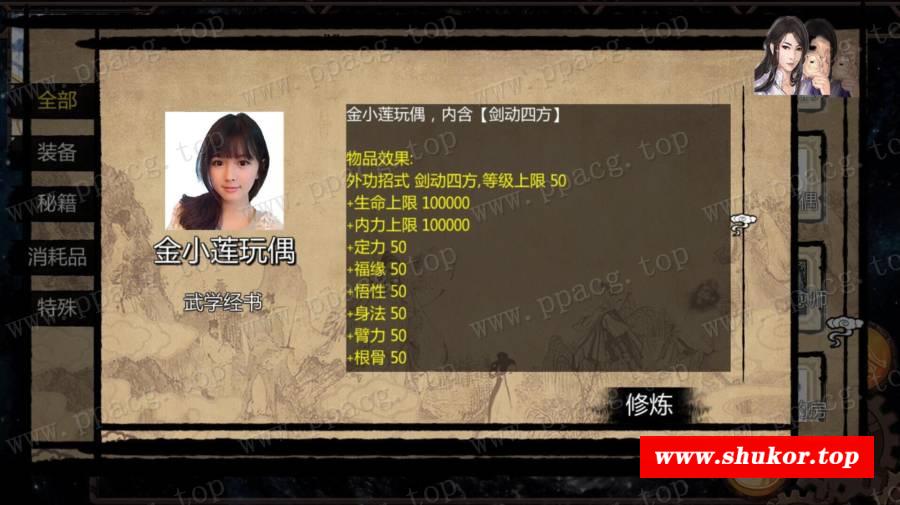 全部
装备
秘籍
消耗品
特殊
金小莲玩偶
武学经书
金小莲玩偶，内含【剑动四方】
物品效果:
外功招式 剑动四方,等级上限 50
+生命上限 100000
+内力上限 100000
+定力 50
+福缘 50
+悟性 50
+身法 50
+臂力 50
+根骨 50
修炼
偶
师
房
www.shukor.top
www.ppacg.top